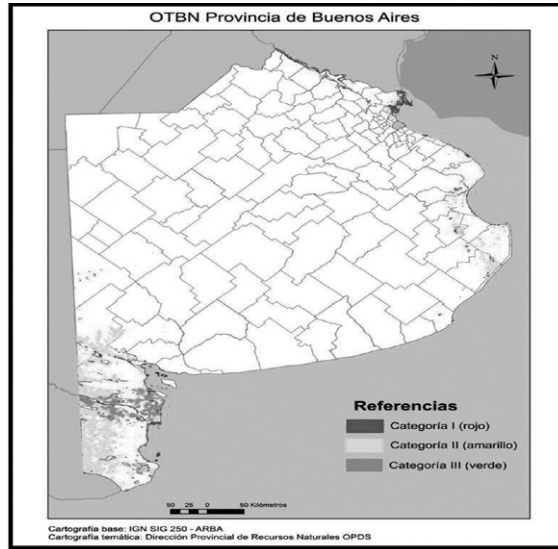 OTBN Provincia de Buenos Aires
N
Referencias
Categoría I (rojo)
Categoría II (amarillo)
Categoría III (verde)
50 25 0 50 Kilómetros
Cartografía base: IGN SIG 250 - ARBA
Cartografía temática: Dirección Provincial de Recursos Naturales OPDS